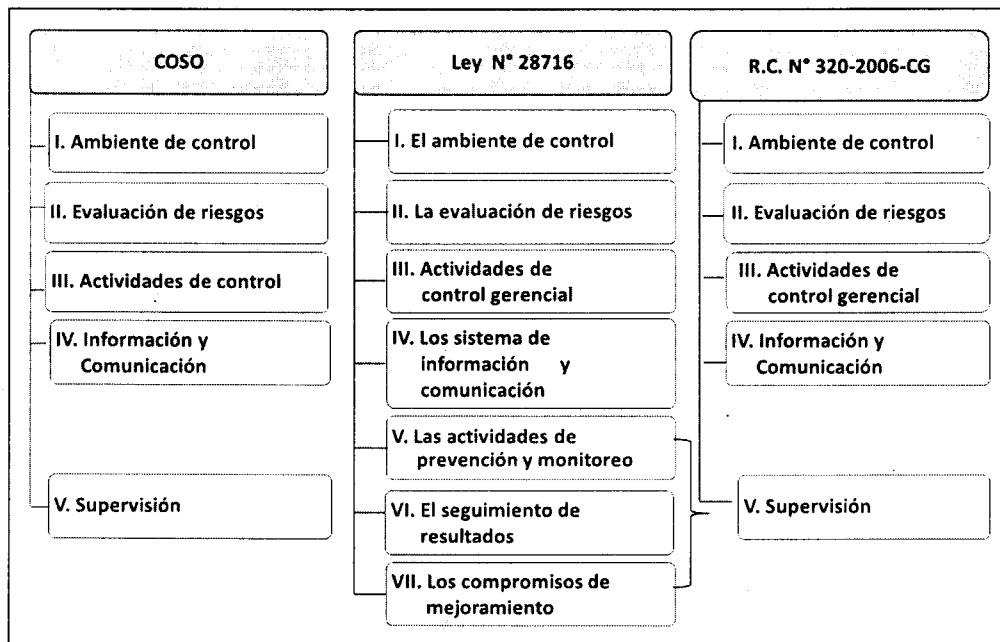 COSO
I. Ambiente de control
II. Evaluación de riesgos
III. Actividades de control
IV. Información y
Comunicación
V. Supervisión
Ley N° 28716
I. El ambiente de control
II. La evaluación de riesgos
III. Actividades de
control gerencial
IV. Los sistema de
información y
comunicación
V. Las actividades de
prevención y monitoreo
VI. El seguimiento de
resultados
VII. Los compromisos de
mejoramiento
R.C. N° 320-2006-CG
I. Ambiente de control
II. Evaluación de riesgos
III. Actividades de
control gerencial
IV. Información y
Comunicación
V. Supervisión